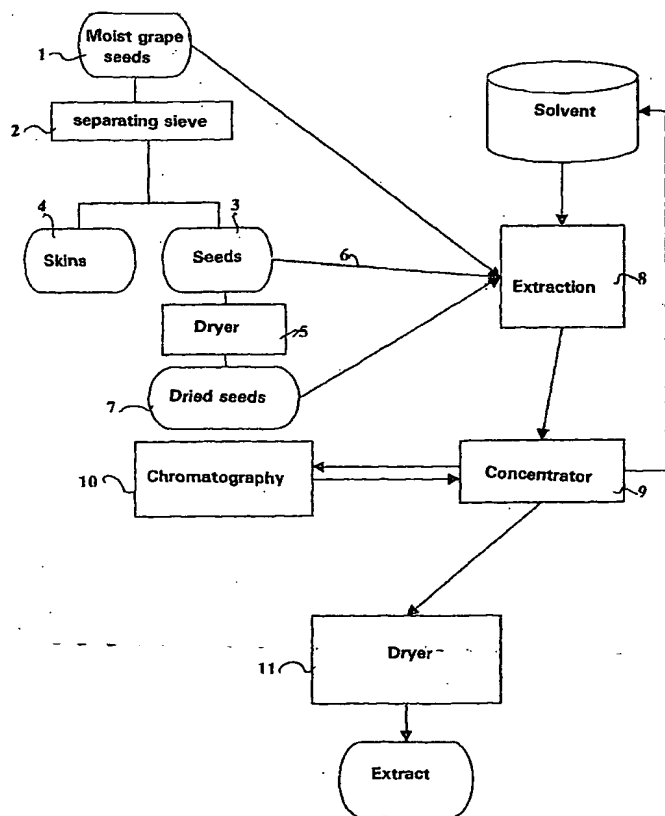 Moist grape
seeds
1
2
separating sieve
Solvent
4
3
Skins
Seeds
6
Extraction
8
Dryer
5
7
Dried seeds
10
Chromatography
Concentrator
9
Dryer
11
Extract